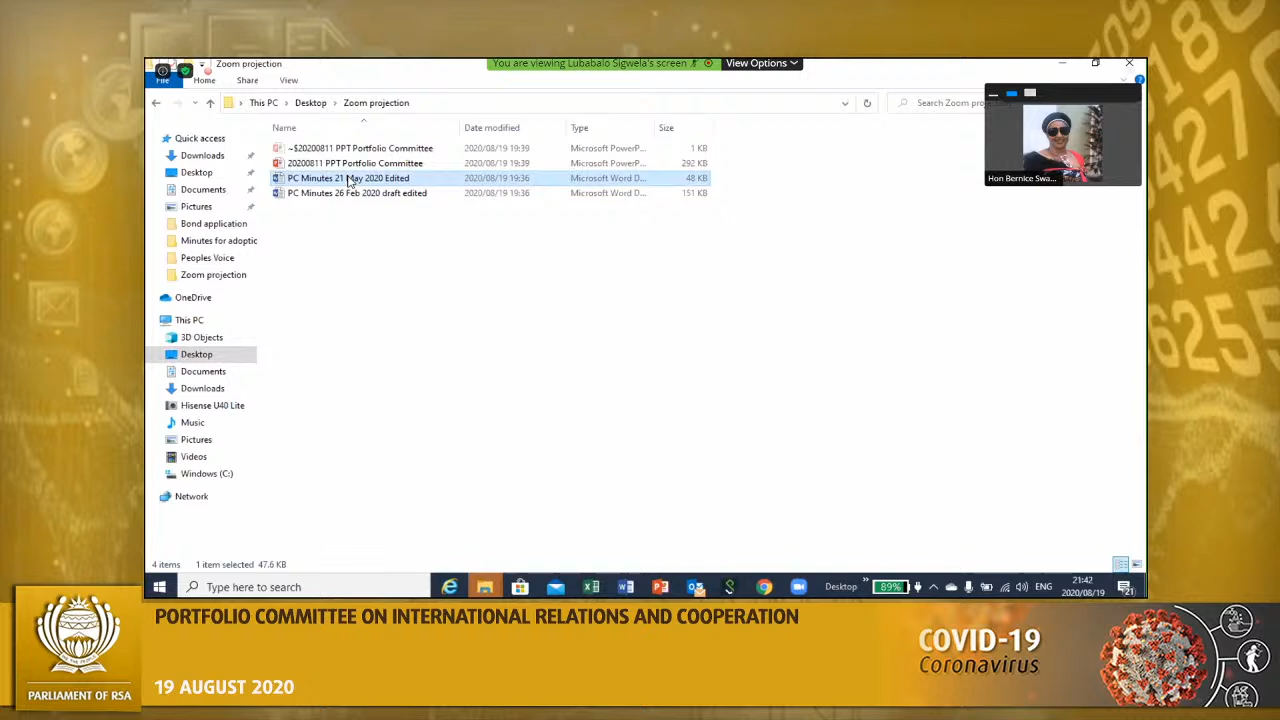 Zoom projection
You are viewing Lubabalo Sigwela's screen
View Options
File Home Share View
This PC Desktop Zoom projection
Search Zoom
Name Date modified Type Size
~$20200811 PPT Portfolio Committee 2020/08/19 19:39 Microsoft PowerP... 1 KB
20200811 PPT Portfolio Committee 2020/08/19 19:39 Microsoft PowerP... 292 KB
PC Minutes 21 May 2020 Edited 2020/08/19 19:36 Microsoft Word D... 48 KB
PC Minutes 26 Feb 2020 draft edited 2020/08/19 19:36 Microsoft Word D... 151 KB
Hon Bernice Swa...
Quick access
Downloads
Desktop
Documents
Pictures
Bond application
Minutes for adoptic
Peoples Voice
Zoom projection
OneDrive
This PC
3D Objects
Desktop
Documents
Downloads
Hisense U40 Lite
Music
Pictures
Videos
Windows (C:)
Network
4 items 1 item selected 47.6 KB
Type here to search
Desktop
89%
ENG
21:42
2020/08/19
21
PORTFOLIO COMMITTEE ON INTERNATIONAL RELATIONS AND COOPERATION
19 AUGUST 2020
PARLIAMENT OF RSA
COVID-19
Coronavirus